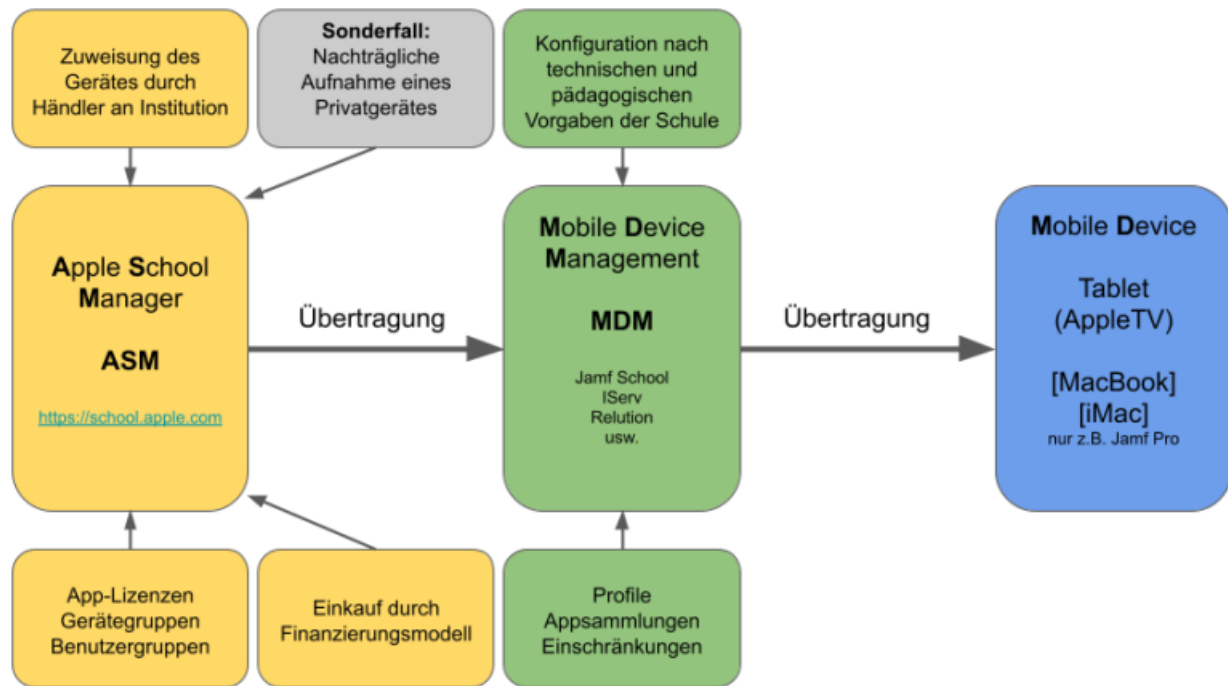 Zuweisung des
Gerätes durch
Händler an Institution
Sonderfall:
Nachträgliche
Aufnahme eines
Privatgerätes
Konfiguration nach
technischen und
pädagogischen
Vorgaben der Schule
Apple School
Manager
ASM
https://school.apple.com
Übertragung
Mobile Device
Management
MDM
Jamf School
IServ
Relution
usw.
Übertragung
Mobile Device
Tablet
(AppleTV)
[MacBook]
[iMac]
nur z.B. Jamf Pro
App-Lizenzen
Gerätegruppen
Benutzergruppen
Einkauf durch
Finanzierungsmodell
Profile
Appsammlungen
Einschränkungen